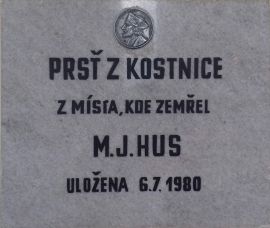 PRSŤ Z KOSTNICE
Z MÍSTA, KDE ZEMŘEL
M.J.HUS
ULOŽENA 6.7.1980